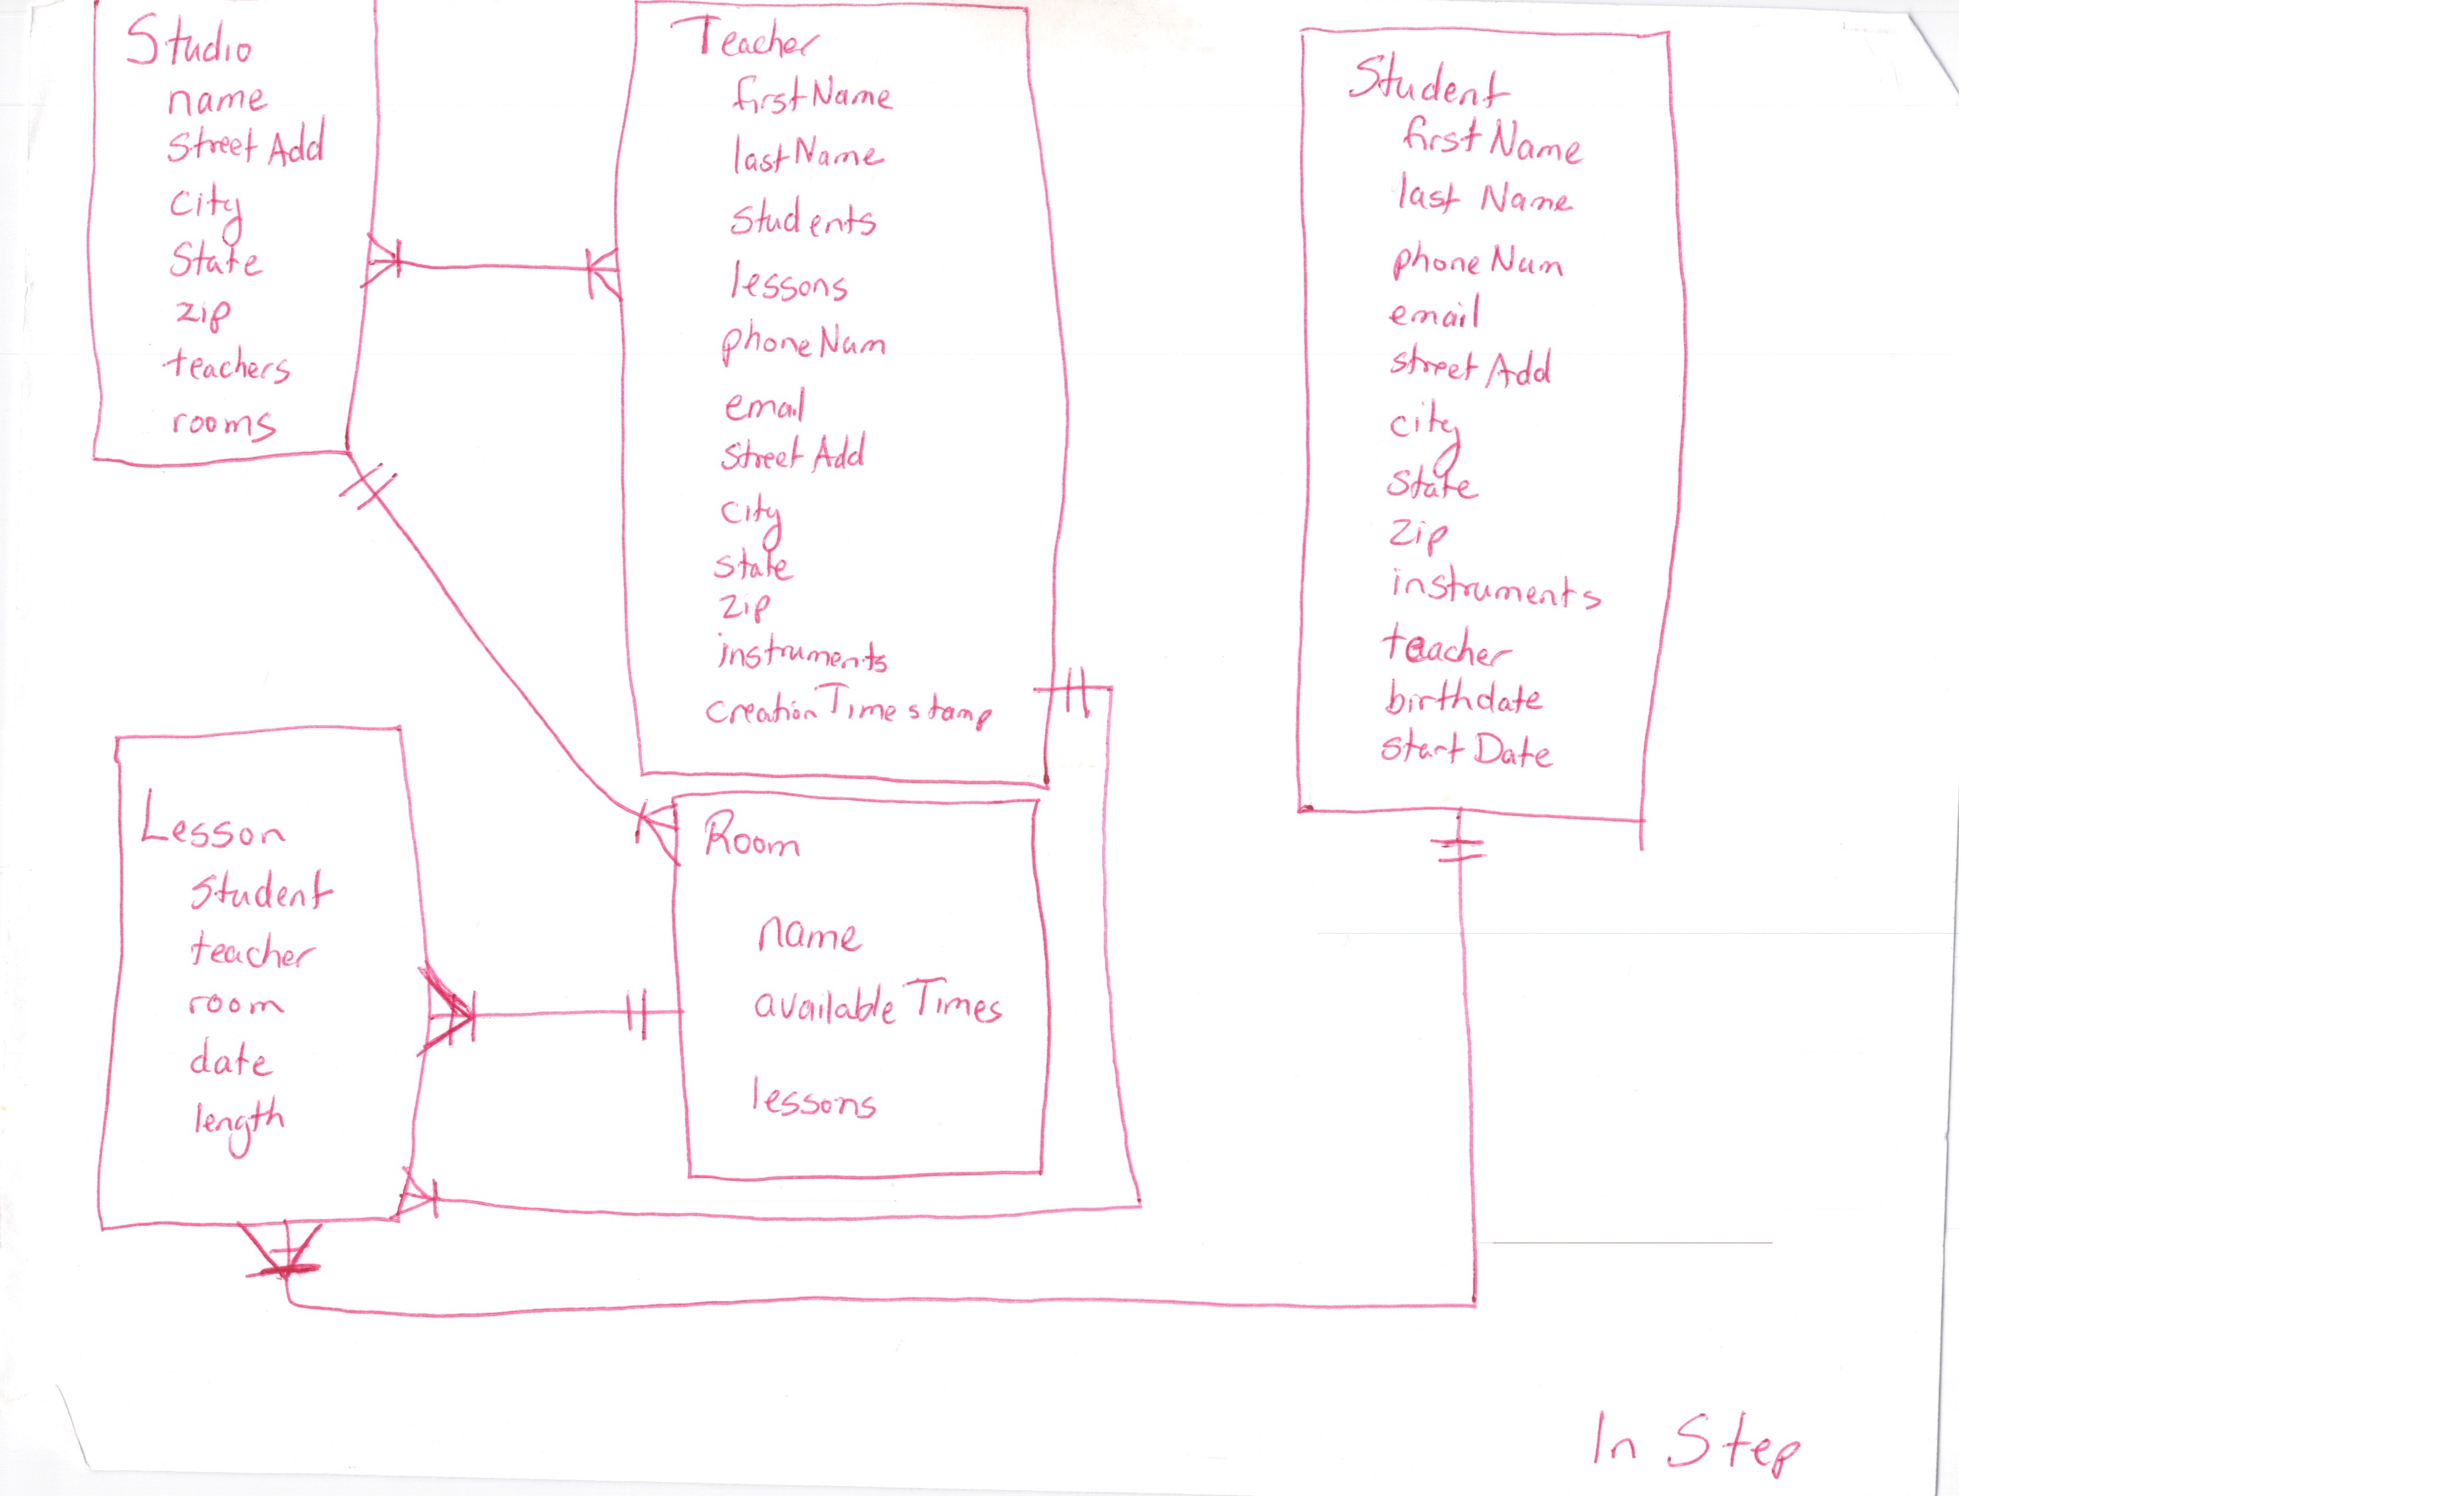 Studio
name
Street Add
City
State
zip
teachers
rooms
Teacher
firstName
lastName
Students
lessons
phoneNum
email
Street Add
City
State
zip
instruments
creationTimestamp
Student
firstName
last Name
phoneNum
email
street Add
city
State
Zip
instruments
teacher
birthdate
start Date
Lesson
Student
teacher
room
date
length
Room
name
available Times
lessons
In Step